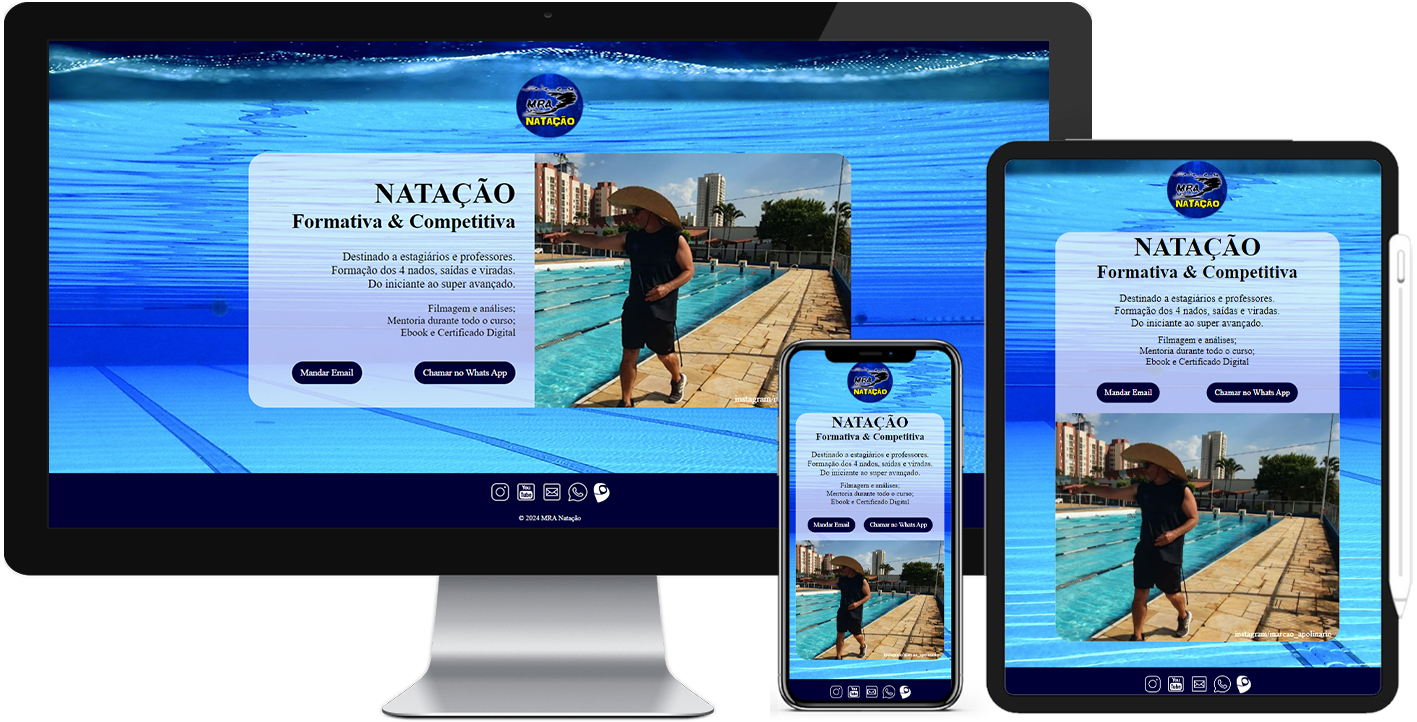 MRA
NATAÇÃO
NATAÇÃO
Formativa & Competitiva
Destinado a estagiários e professores.
Formação dos 4 nados, saídas e viradas.
Do iniciante ao super avançado.
Filmagem e análises;
Mentoria durante todo o curso;
Ebook e Certificado Digital
Mandar Email
Chamar no Whats App
You
Tube
© 2024 MRA Natação
MRA
NATAÇÃO
NATAÇÃO
Formativa & Competitiva
Destinado a estagiários e professores.
Formação dos 4 nados, saídas e viradas.
Do iniciante ao super avançado.
Filmagem e análises;
Mentoria durante todo o curso;
Ebook e Certificado Digital
Mandar Email
Chamar no Whats App
You
Tube
MRA
NATAÇÃO
NATAÇÃO
Formativa & Competitiva
Destinado a estagiários e professores.
Formação dos 4 nados, saídas e viradas.
Do iniciante ao super avançado.
Filmagem e análises;
Mentoria durante todo o curso;
Ebook e Certificado Digital
Mandar Email
Chamar no Whats App
instagram/marcao_apolinario
You
Tube